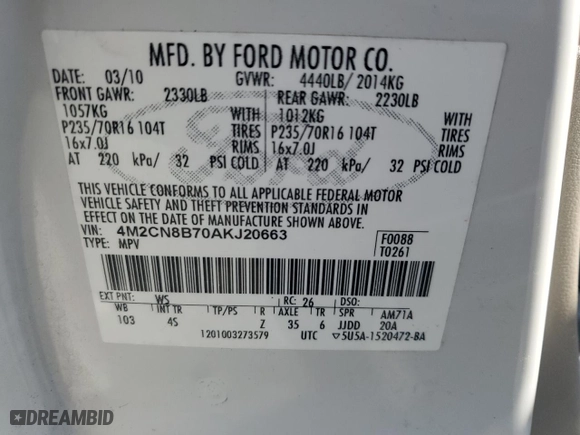 MFD. BY FORD MOTOR CO.
DATE: 03/10 GVWR: 4440LB/ 2014KG
FRONT GAWR: 2330LB REAR GAWR: 2230LB
1057KG WITH 1012KG WITH
P235/70R16 104T TIRES P235/70R16 104T TIRES
16x7.0J RIMS 16x7.0J RIMS
AT 220 kPa/ 32 PSI COLD AT 220 kPa/ 32 PSI COLD
THIS VEHICLE CONFORMS TO ALL APPLICABLE FEDERAL MOTOR
VEHICLE SAFETY AND THEFT PREVENTION STANDARDS IN
EFFECT ON THE DATE OF MANUFACTURE SHOWN ABOVE.
VIN: 4M2CN8B70AKJ20663 F0088
TYPE: MPV T0261
EXT PNT: WS RC: 26 DSO:
WB INT TR TP/PS R AXLE TR SPR AM71A
103 4S Z 35 6 JJDD 20A
1201003273579 UTC ▽5U5A-1520472-BA
Ford
DREAMBID